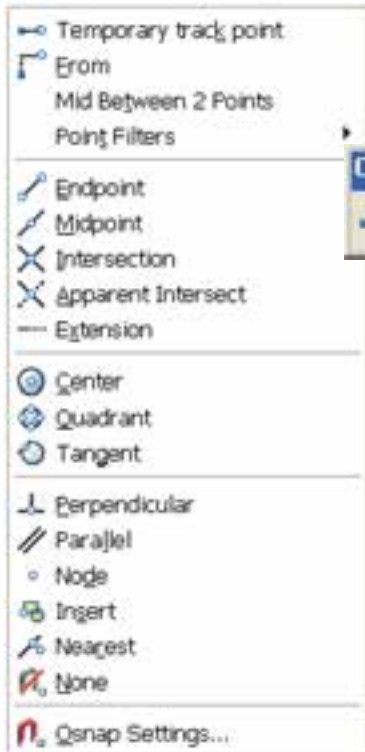 Temporary track point
From
Mid Between 2 Points
Point Filters
Endpoint
Midpoint
Intersection
Apparent Intersect
Extension
Center
Quadrant
Tangent
Perpendicular
Parallel
Node
Insert
Nearest
None
Osnap Settings...